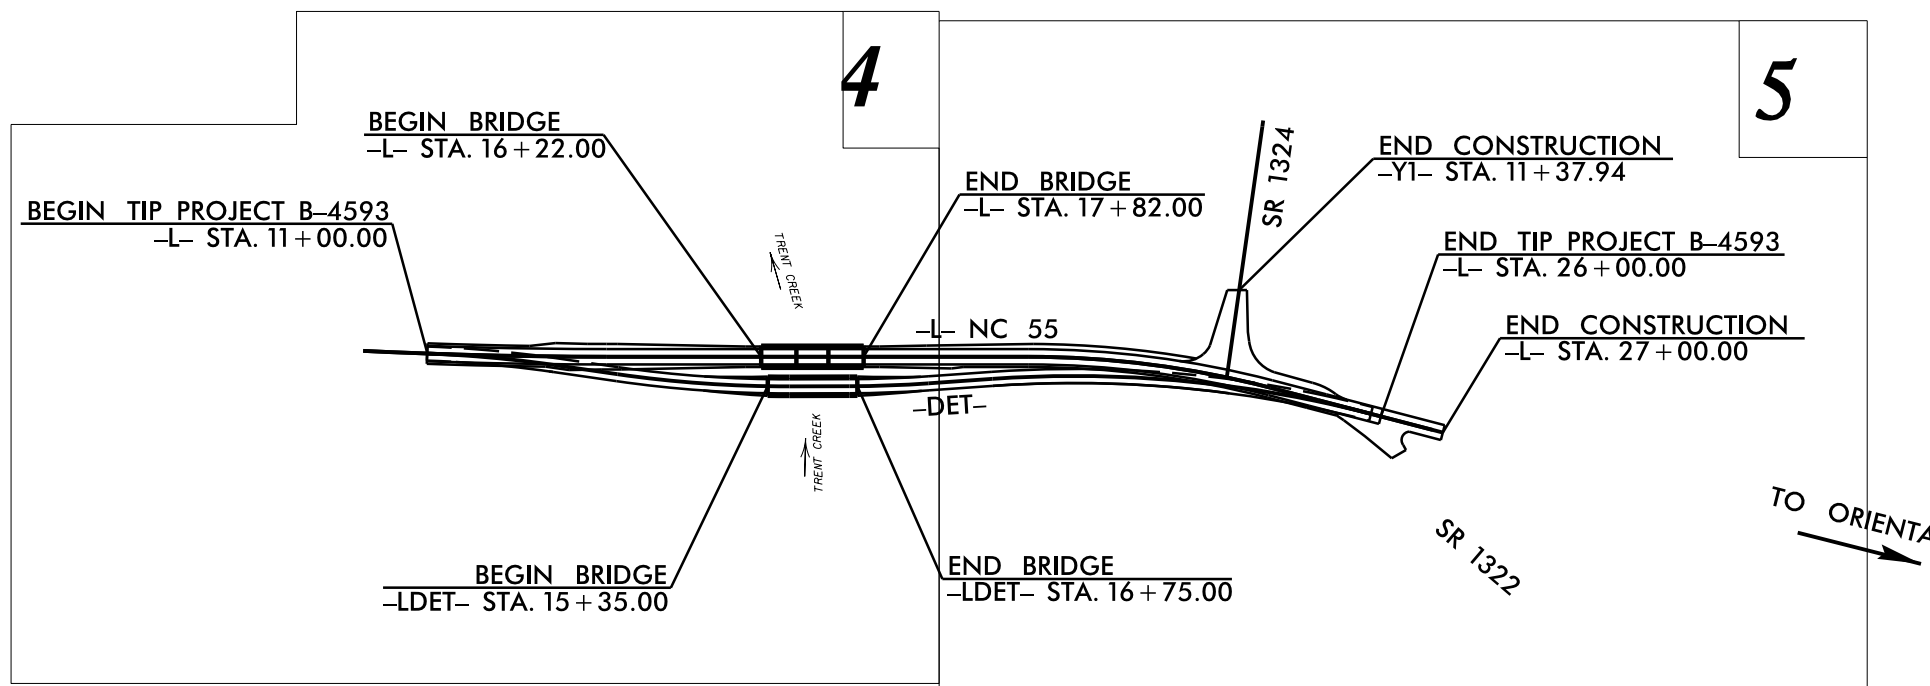 4
5
BEGIN BRIDGE
-L- STA. 16+22.00
END CONSTRUCTION
-Y1- STA. 11+37.94
SR 1324
END BRIDGE
-L- STA. 17+82.00
BEGIN TIP PROJECT B-4593
-L- STA. 11+00.00
END TIP PROJECT B-4593
-L- STA. 26+00.00
TRENT CREEK
-L- NC 55
END CONSTRUCTION
-L- STA. 27+00.00
-DET-
TRENT CREEK
TO ORIENTA
SR 1322
BEGIN BRIDGE
-LDET- STA. 15+35.00
END BRIDGE
-LDET- STA. 16+75.00